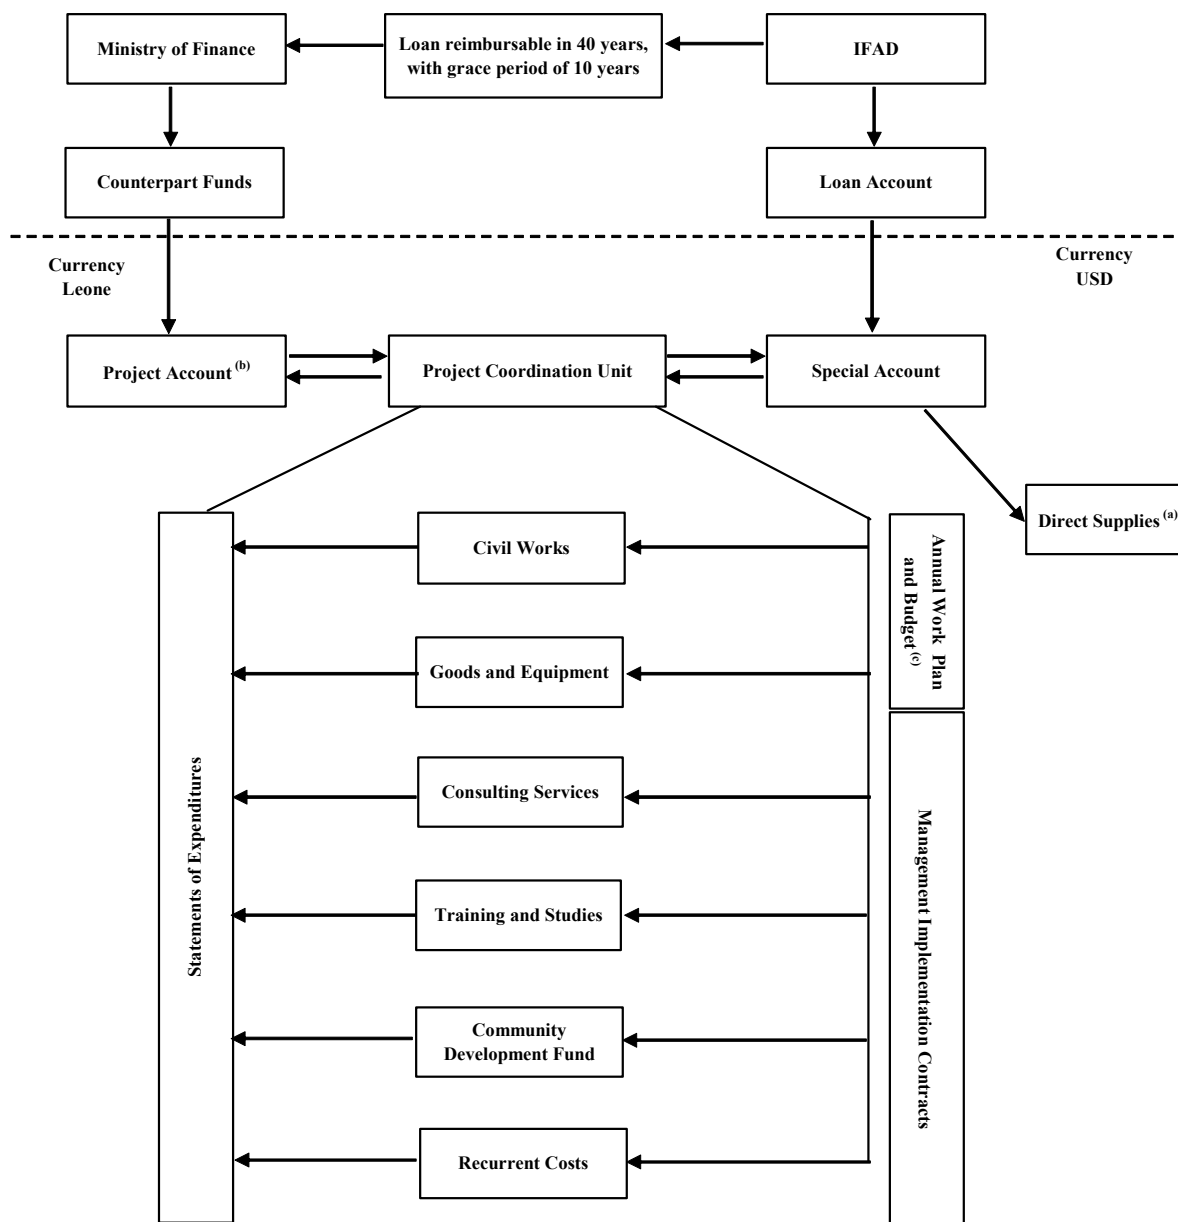 Ministry of Finance
Loan reimbursable in 40 years,
with grace period of 10 years
IFAD
Counterpart Funds
Loan Account
Currency
Leone
Currency
USD
Project Account (b)
Project Coordination Unit
Special Account
Direct Supplies (a)
Civil Works
Annual Work Plan
and Budget (c)
Goods and Equipment
Statements of Expenditures
Consulting Services
Management Implementation Contracts
Training and Studies
Community
Development Fund
Recurrent Costs